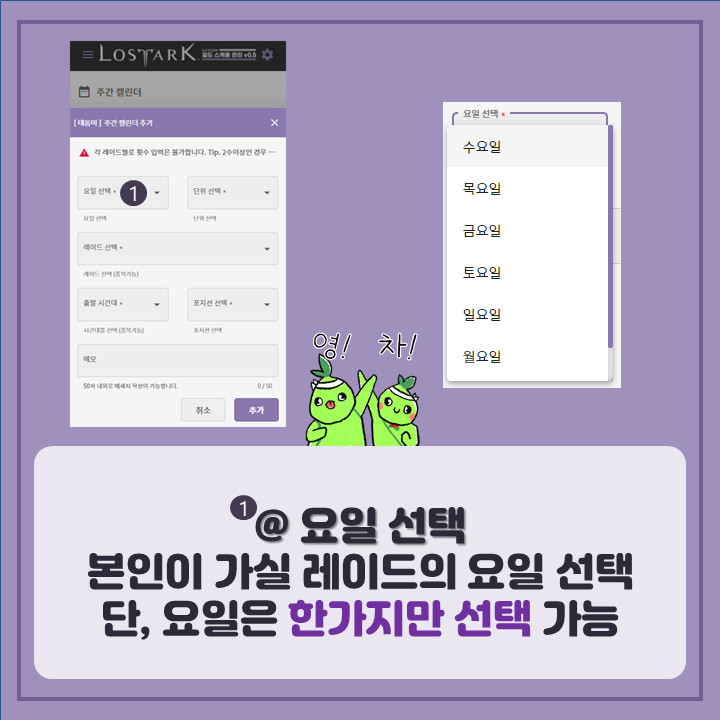 LOSTARK
길드 스케줄 관리 v0.5
주간 캘린더
[ 태돔미 ] 주간 캘린더 추가
각 레이드별로 횟수 입력은 불가합니다. Tip. 2수이상인 경우 ···
요일 선택 * 1
단위 선택 *
요일 선택
단위 선택
레이드 선택 *
레이드 선택 (중복가능)
출발 시간대 *
포지션 선택 *
시간대를 선택 (중복가능)
포지션 선택
메모
50자 내외로 메세지 작성이 가능합니다.
0 / 50
취소
추가
요일 선택 *
수요일
목요일
금요일
토요일
일요일
월요일
영! 차!
1 @ 요일 선택
본인이 가실 레이드의 요일 선택
단, 요일은 한가지만 선택 가능